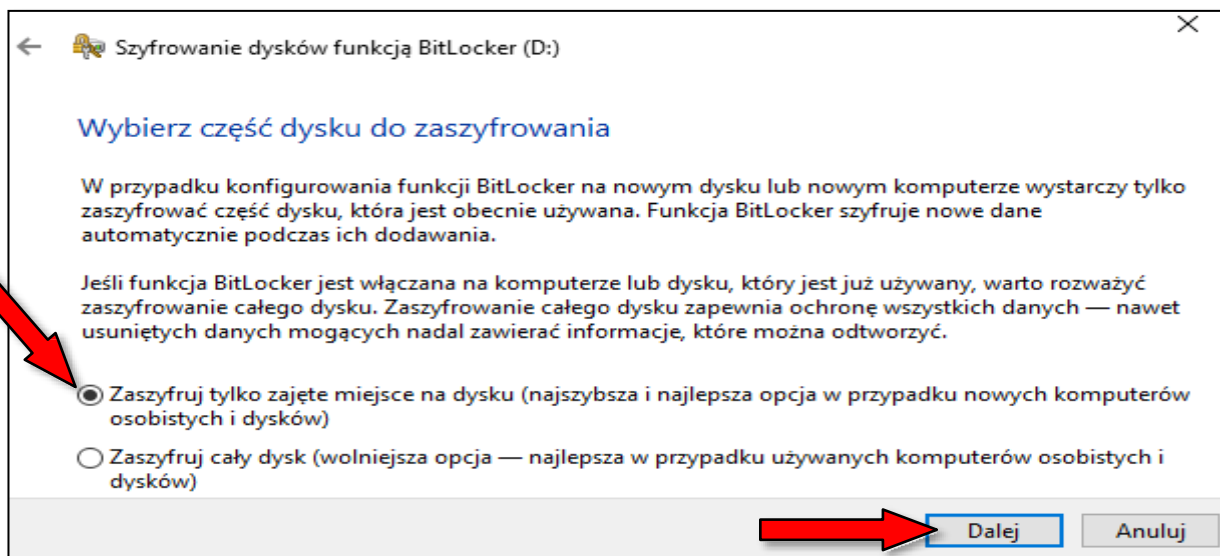 Szyfrowanie dysków funkcją BitLocker (D:)
Wybierz część dysku do zaszyfrowania
W przypadku konfigurowania funkcji BitLocker na nowym dysku lub nowym komputerze wystarczy tylko
zaszyfrować część dysku, która jest obecnie używana. Funkcja BitLocker szyfruje nowe dane
automatycznie podczas ich dodawania.
Jeśli funkcja BitLocker jest włączana na komputerze lub dysku, który jest już używany, warto rozważyć
zaszyfrowanie całego dysku. Zaszyfrowanie całego dysku zapewnia ochronę wszystkich danych — nawet
usuniętych danych mogących nadal zawierać informacje, które można odtworzyć.
Zaszyfruj tylko zajęte miejsce na dysku (najszybsza i najlepsza opcja w przypadku nowych komputerów
osobistych i dysków)
Zaszyfruj cały dysk (wolniejsza opcja — najlepsza w przypadku używanych komputerów osobistych i
dysków)
Dalej Anuluj